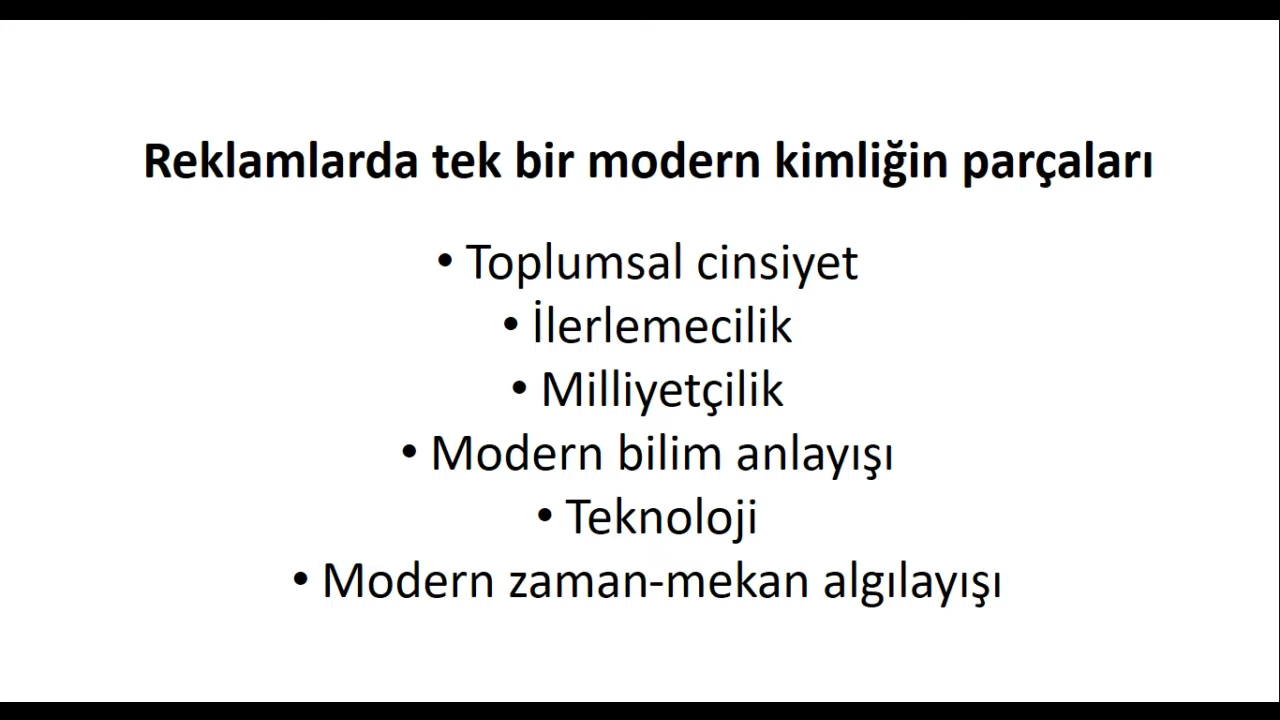 Reklamlarda tek bir modern kimliğin parçaları
• Toplumsal cinsiyet
• İlerlemecilik
• Milliyetçilik
• Modern bilim anlayışı
• Teknoloji
• Modern zaman-mekan algılayışı